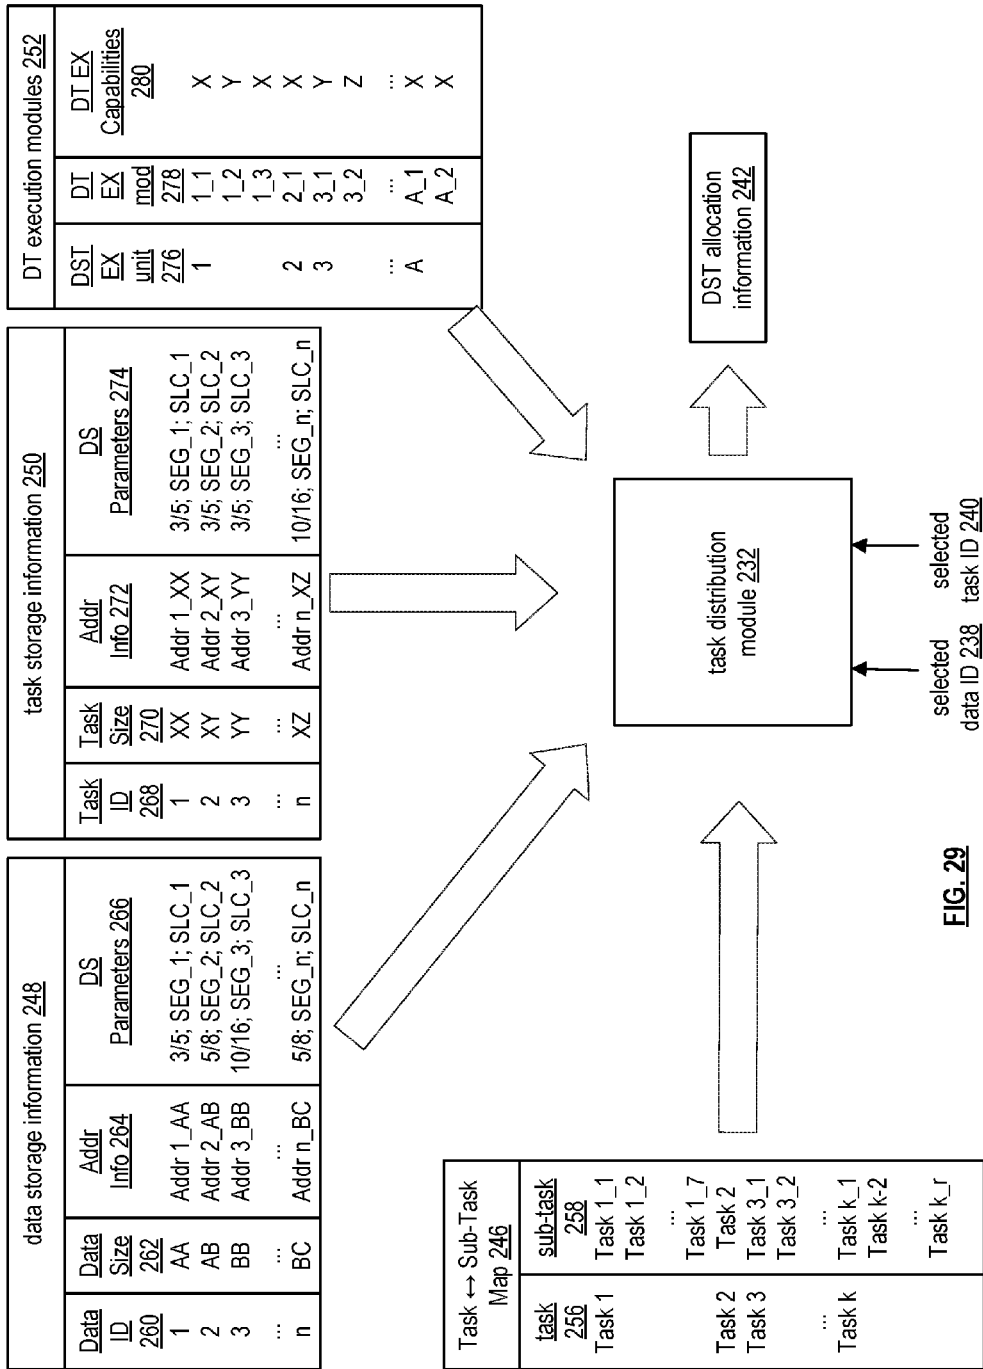 data storage information 248
Data ID 260 | Data Size 262 | Addr Info 264 | DS Parameters 266
1 | AA | Addr 1_AA | 3/5; SEG_1; SLC_1
2 | AB | Addr 2_AB | 5/8; SEG_2; SLC_2
3 | BB | Addr 3_BB | 10/16; SEG_3; SLC_3
... | ... | ... | ...
n | BC | Addr n_BC | 5/8; SEG_n; SLC_n
task storage information 250
Task ID 268 | Task Size 270 | Addr Info 272 | DS Parameters 274
1 | XX | Addr 1_XX | 3/5; SEG_1; SLC_1
2 | XY | Addr 2_XY | 3/5; SEG_2; SLC_2
3 | YY | Addr 3_YY | 3/5; SEG_3; SLC_3
... | ... | ... | ...
n | XZ | Addr n_XZ | 10/16; SEG_n; SLC_n
DT execution modules 252
DST EX unit 276 | DT EX mod 278 | DT EX Capabilities 280
1 | 1_1 | X
1_2 | Y
1_3 | X
2 | 2_1 | X
3 | 3_1 | Y
3_2 | Z
... | ... | ...
A | A_1 | X
A_2 | X
Task ↔ Sub-Task
Map 246
task 256 | sub-task 258
Task 1 | Task 1_1
Task 1_2
...
Task 1_7
Task 2 | Task 2
Task 3 | Task 3_1
Task 3_2
... | ...
Task k | Task k_1
Task k-2
...
Task k_r
task distribution
module 232
DST allocation
information 242
selected
data ID 238
selected
task ID 240
FIG. 29